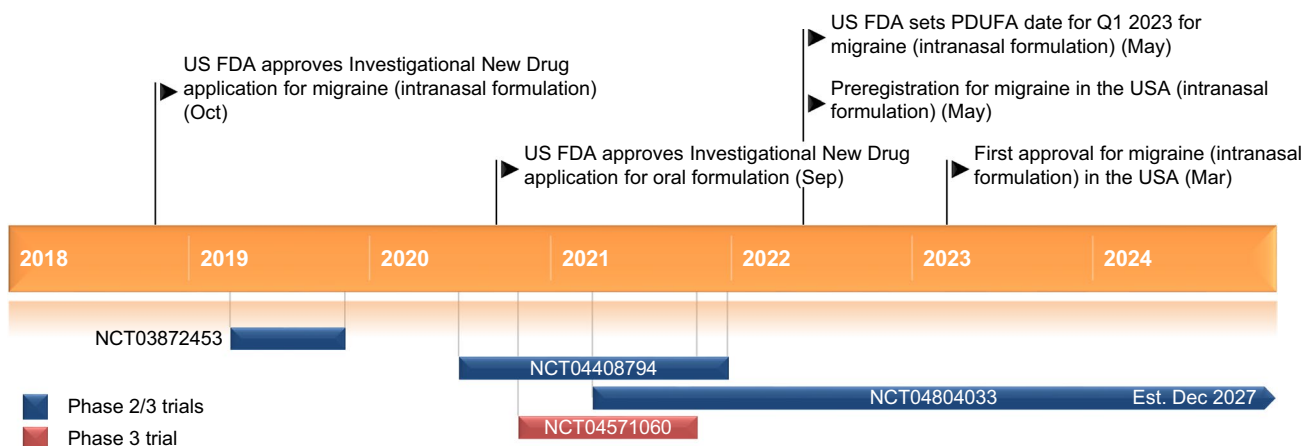 US FDA sets PDUFA date for Q1 2023 for
migraine (intranasal formulation) (May)
US FDA approves Investigational New Drug
application for migraine (intranasal formulation)
(Oct)
Preregistration for migraine in the USA (intranasal
formulation) (May)
US FDA approves Investigational New Drug
application for oral formulation (Sep)
First approval for migraine (intranasal
formulation) in the USA (Mar)
2018
2019
2020
2021
2022
2023
2024
NCT03872453
NCT04408794
NCT04804033
Est. Dec 2027
NCT04571060
Phase 2/3 trials
Phase 3 trial